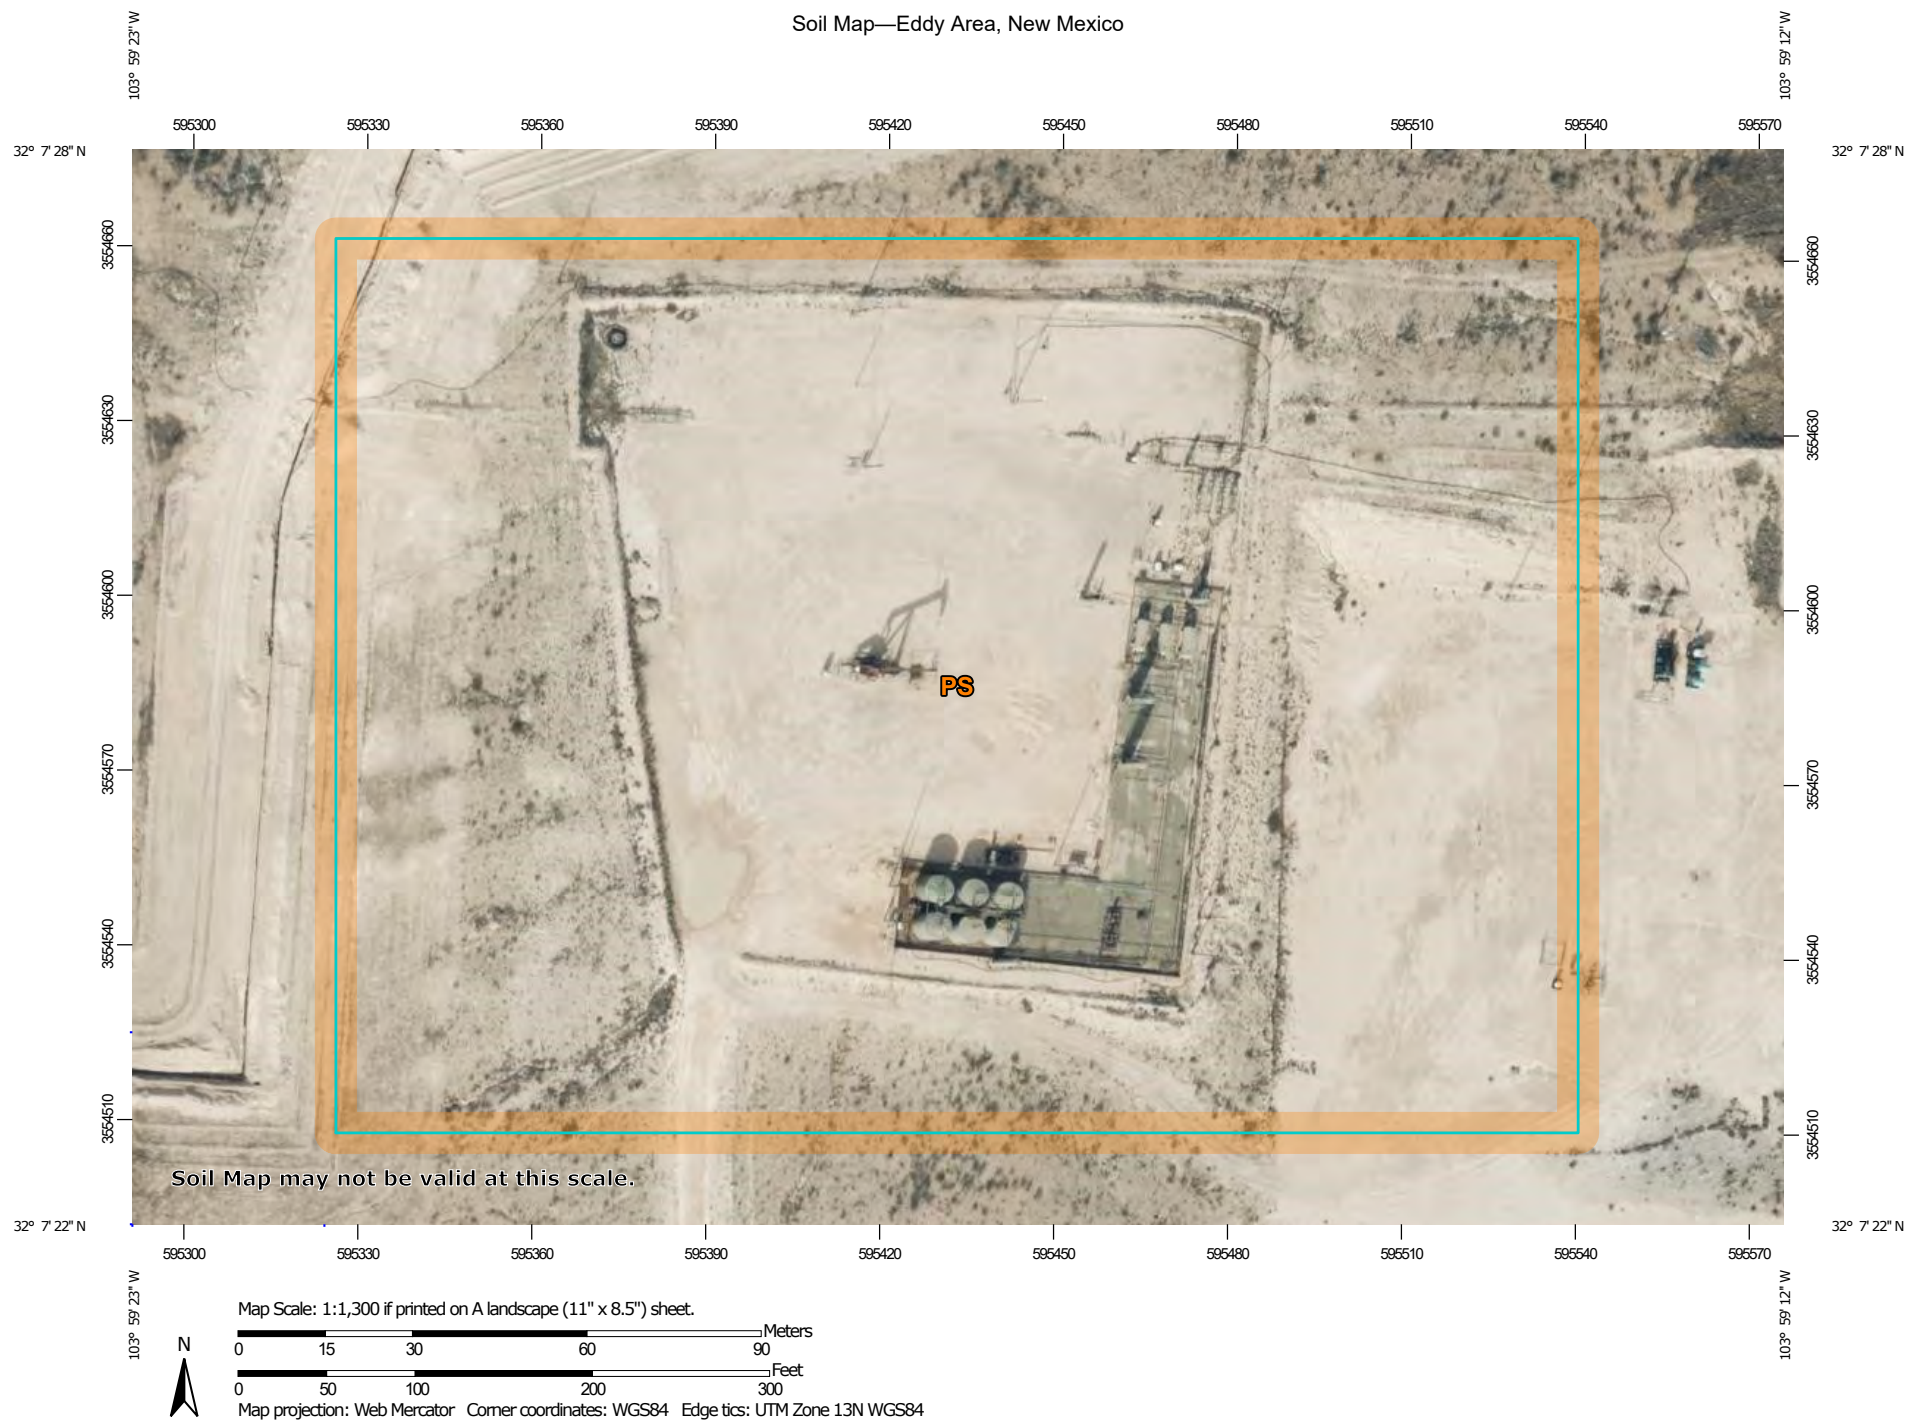 Soil Map—Eddy Area, New Mexico
103° 59' 23'' W
103° 59' 12'' W
595300 595330 595360 595390 595420 595450 595480 595510 595540 595570
32° 7' 28'' N
32° 7' 28'' N
3554660
3554660
3554630
3554630
3554600
3554600
PS
3554570
3554570
3554540
3554540
3554510
3554510
Soil Map may not be valid at this scale.
32° 7' 22'' N
32° 7' 22'' N
595300 595330 595360 595390 595420 595450 595480 595510 595540 595570
103° 59' 23'' W
103° 59' 12'' W
Map Scale: 1:1,300 if printed on A landscape (11" x 8.5") sheet.
Meters
0 15 30 60 90
N
Feet
0 50 100 200 300
Map projection: Web Mercator Corner coordinates: WGS84 Edge tics: UTM Zone 13N WGS84